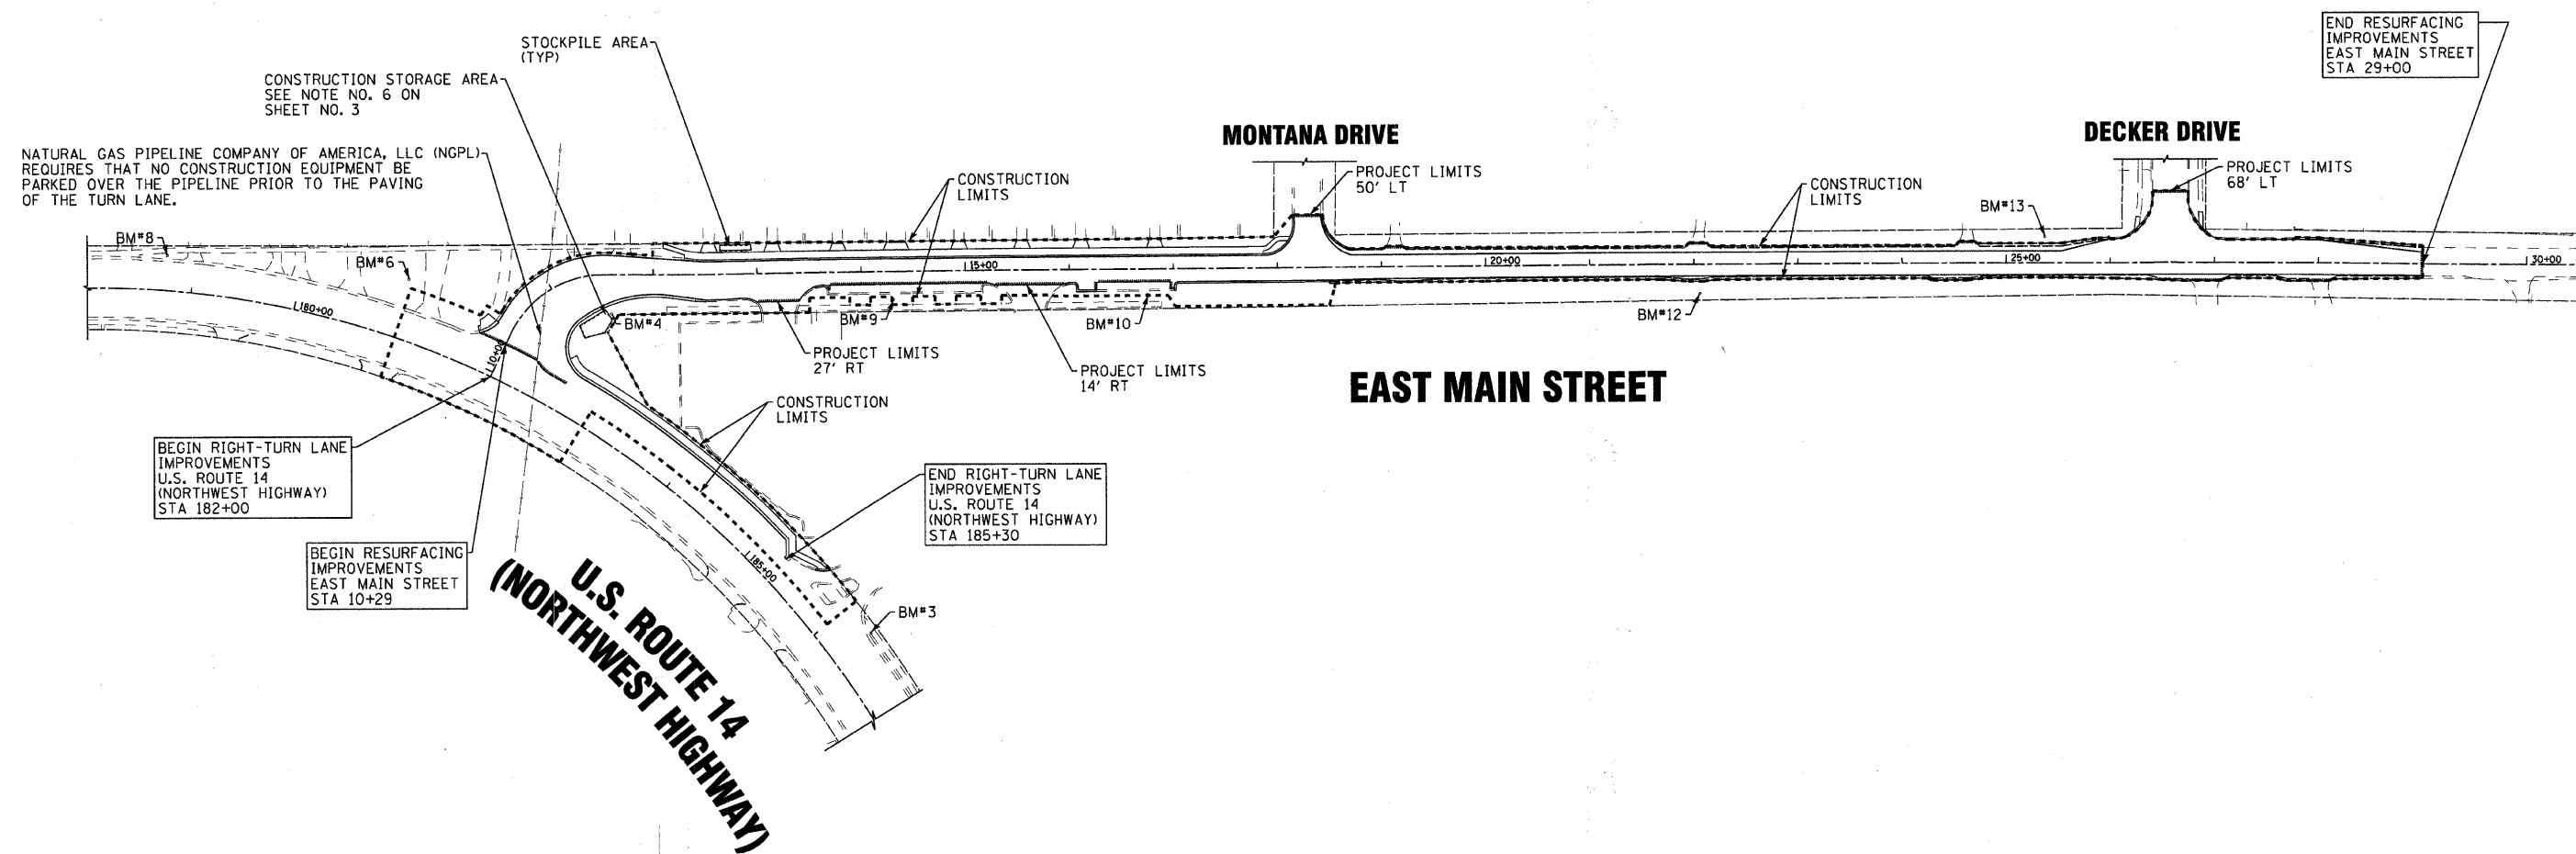 END RESURFACING
IMPROVEMENTS
EAST MAIN STREET
STA 29+00
STOCKPILE AREA
(TYP)
CONSTRUCTION STORAGE AREA
SEE NOTE NO. 6 ON
SHEET NO. 3
NATURAL GAS PIPELINE COMPANY OF AMERICA, LLC (NGPL)
REQUIRES THAT NO CONSTRUCTION EQUIPMENT BE
PARKED OVER THE PIPELINE PRIOR TO THE PAVING
OF THE TURN LANE.
MONTANA DRIVE
DECKER DRIVE
PROJECT LIMITS
50' LT
PROJECT LIMITS
68' LT
CONSTRUCTION
LIMITS
CONSTRUCTION
LIMITS
BM#13
BM#8
BM#6
15+00
20+00
25+00
30+00
180+00
BM#4
BM#9
BM#10
BM#12
10+00
PROJECT LIMITS
27' RT
PROJECT LIMITS
14' RT
EAST MAIN STREET
CONSTRUCTION
LIMITS
BEGIN RIGHT-TURN LANE
IMPROVEMENTS
U.S. ROUTE 14
(NORTHWEST HIGHWAY)
STA 182+00
END RIGHT-TURN LANE
IMPROVEMENTS
U.S. ROUTE 14
(NORTHWEST HIGHWAY)
STA 185+30
BEGIN RESURFACING
IMPROVEMENTS
EAST MAIN STREET
STA 10+29
185+00
BM#3
U.S. ROUTE 14
(NORTHWEST HIGHWAY)